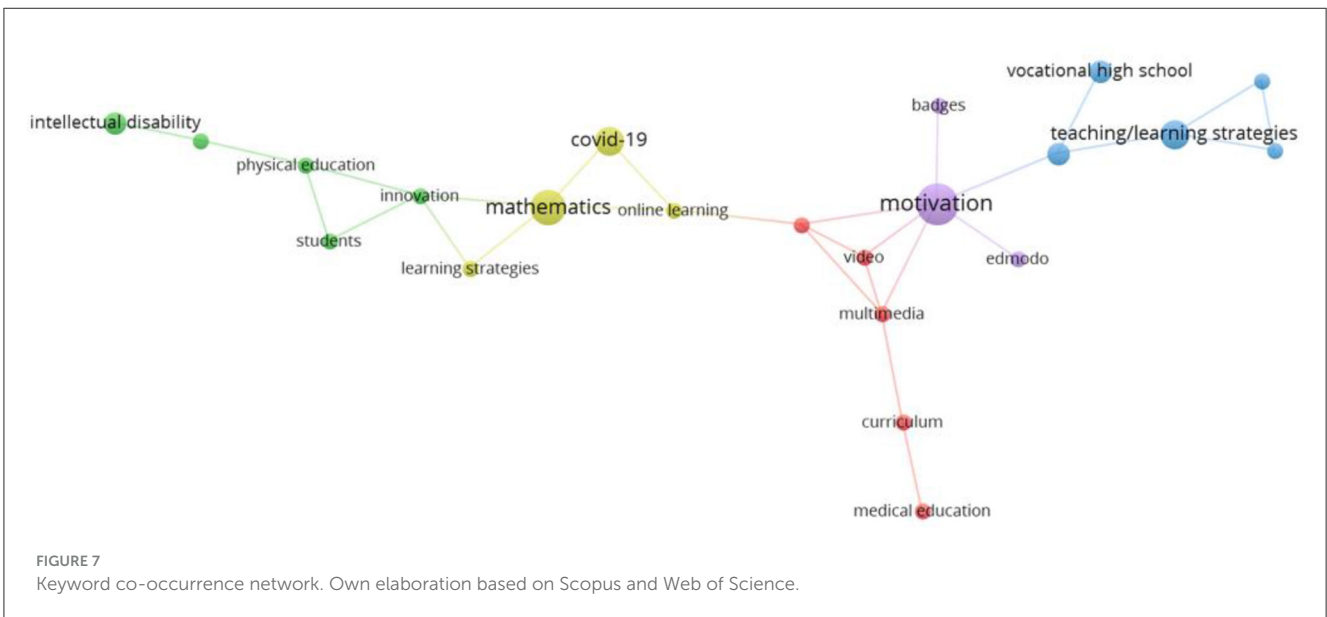 vocational high school
badges
intellectual disability
covid-19
teaching/learning strategies
physical education
innovation
mathematics
online learning
motivation
students
learning strategies
video
edmodo
multimedia
curriculum
medical education
FIGURE 7
Keyword co-occurrence network. Own elaboration based on Scopus and Web of Science.